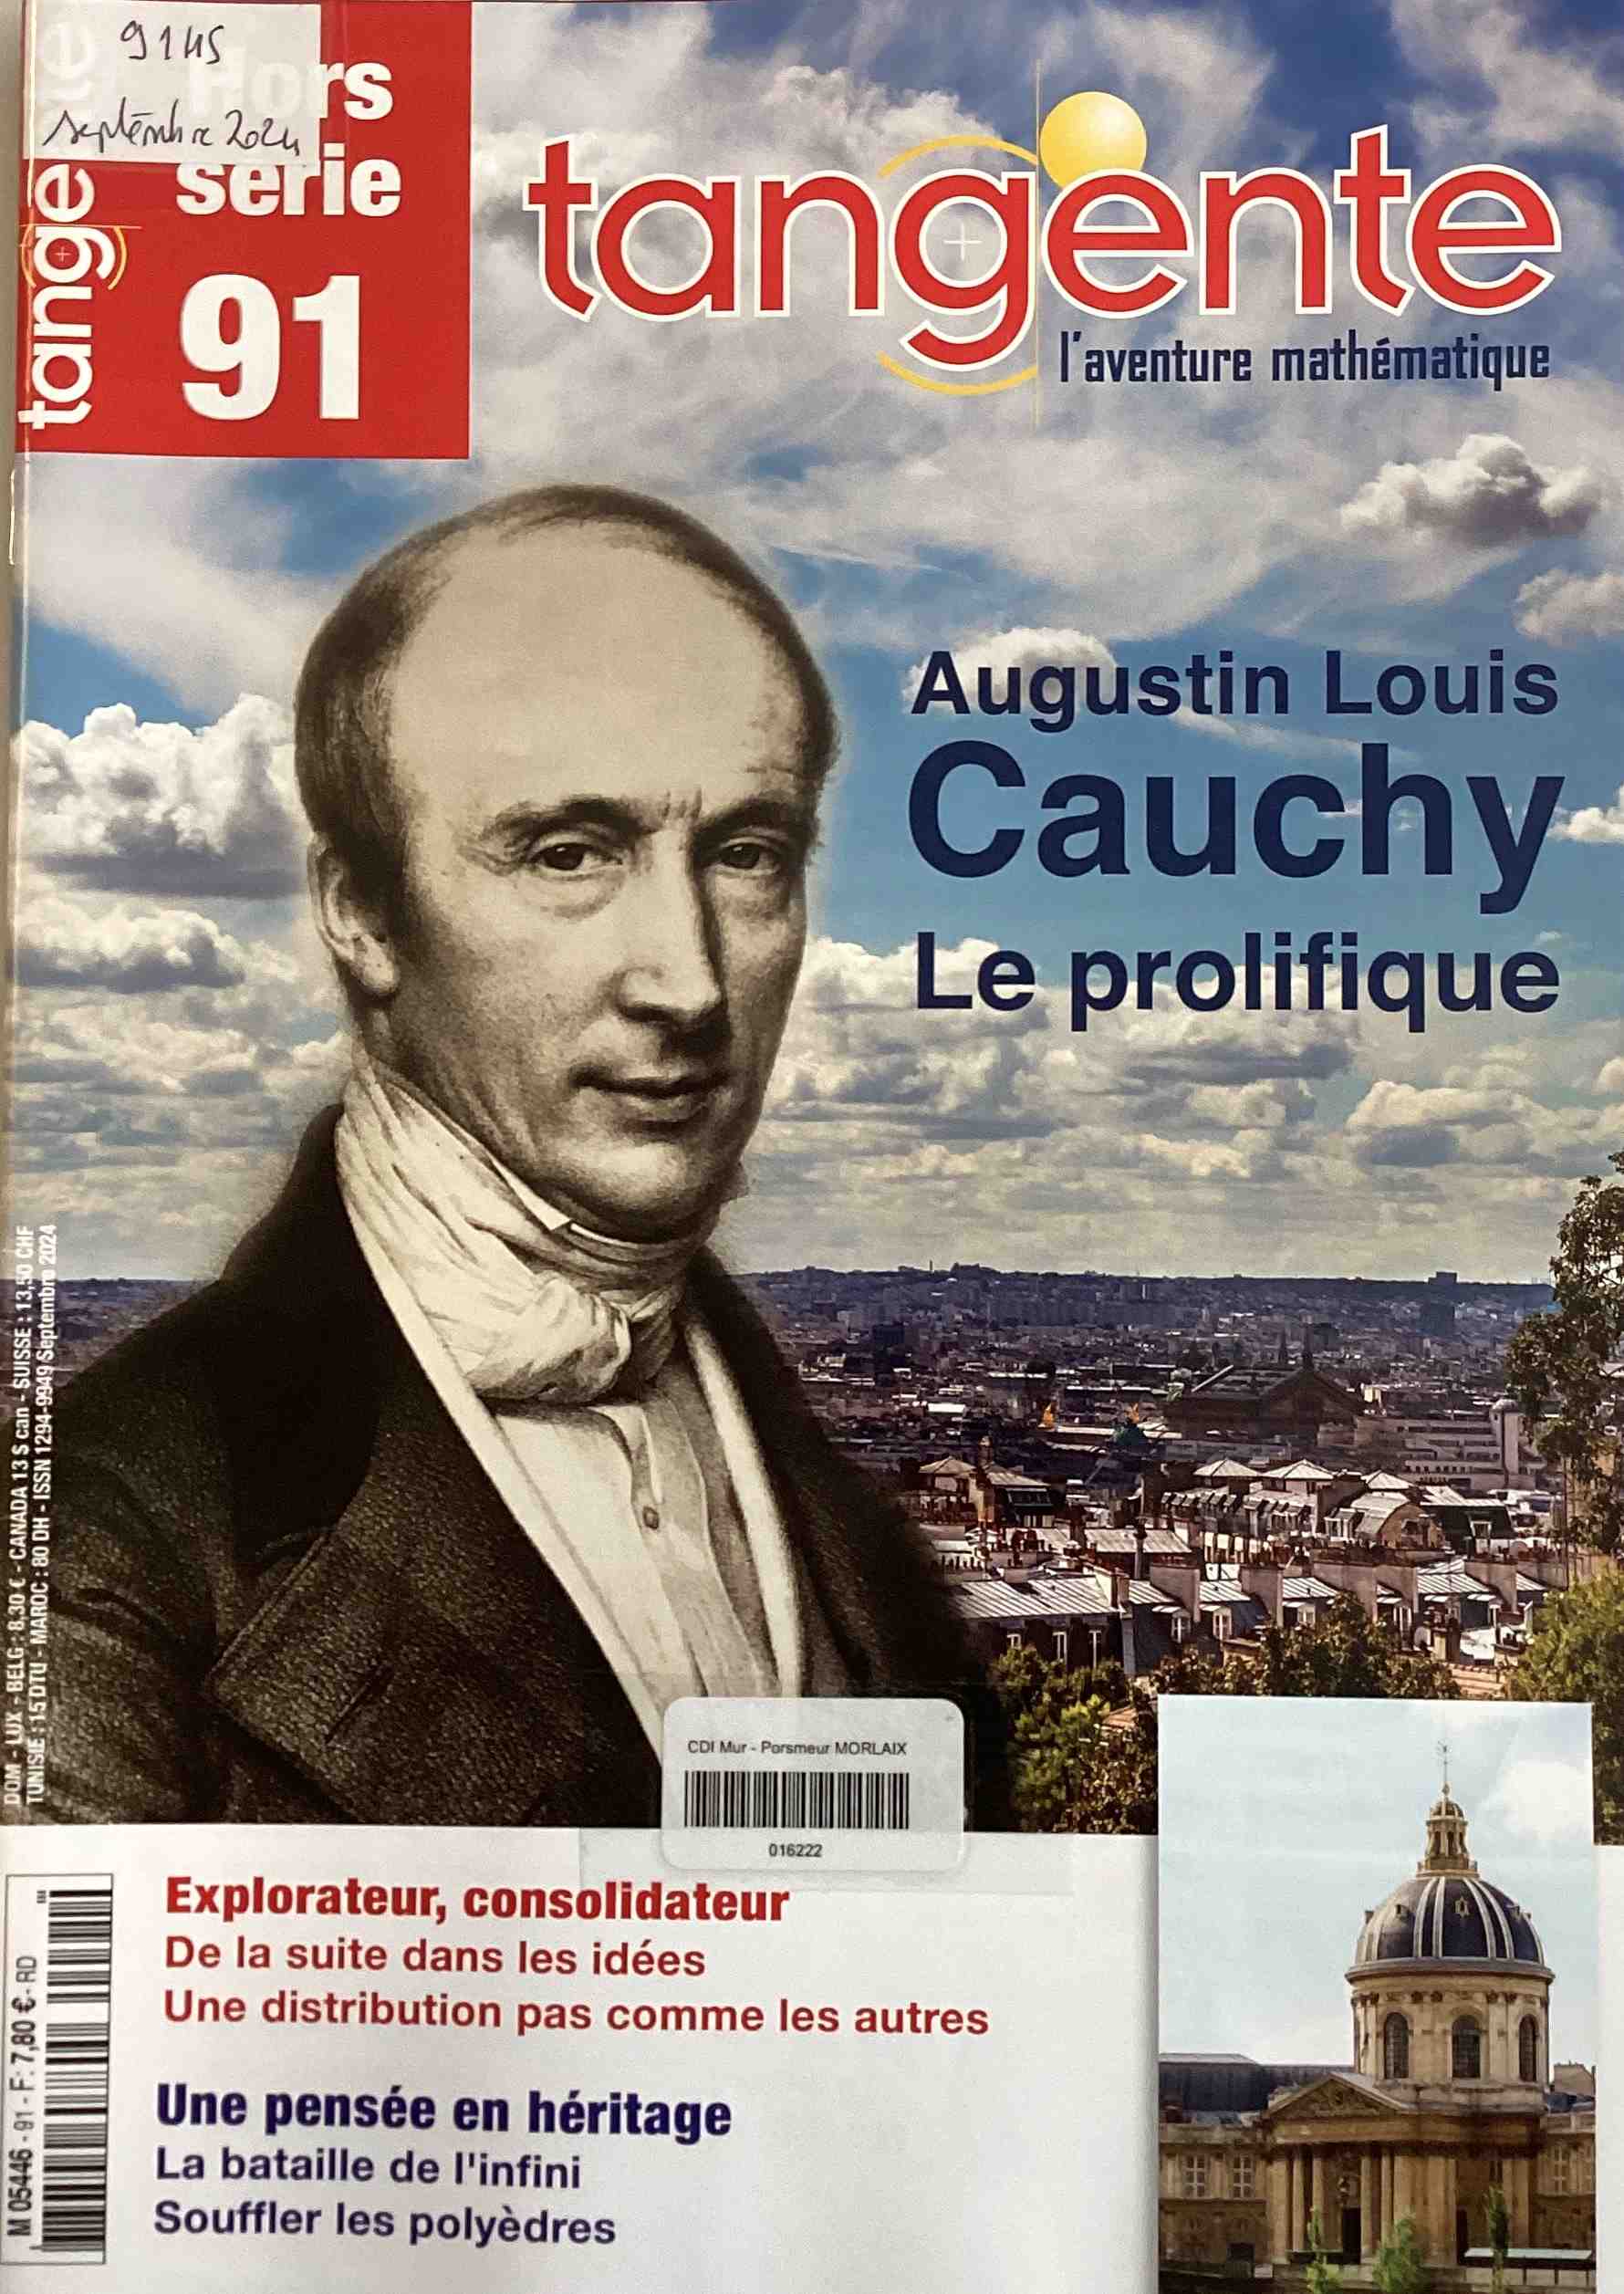 91HS
septembre 2024
Hors
série
91
tangente
tangente
l'aventure mathématique
Augustin Louis
Cauchy
Le prolifique
DOM - LUX - BELG : 8.30 € - CANADA 13 $ can - SUISSE : 13,50 CHF
TUNISIE : 15 DTU - MAROC : 80 DH - ISSN 1294-9949 Septembre 2024
CDI Mur - Porsmeur MORLAIX
016222
Explorateur, consolidateur
De la suite dans les idées
Une distribution pas comme les autres
Une pensée en héritage
La bataille de l'infini
Souffler les polyèdres
M 05446 - 91 - F: 7,80 € - RD